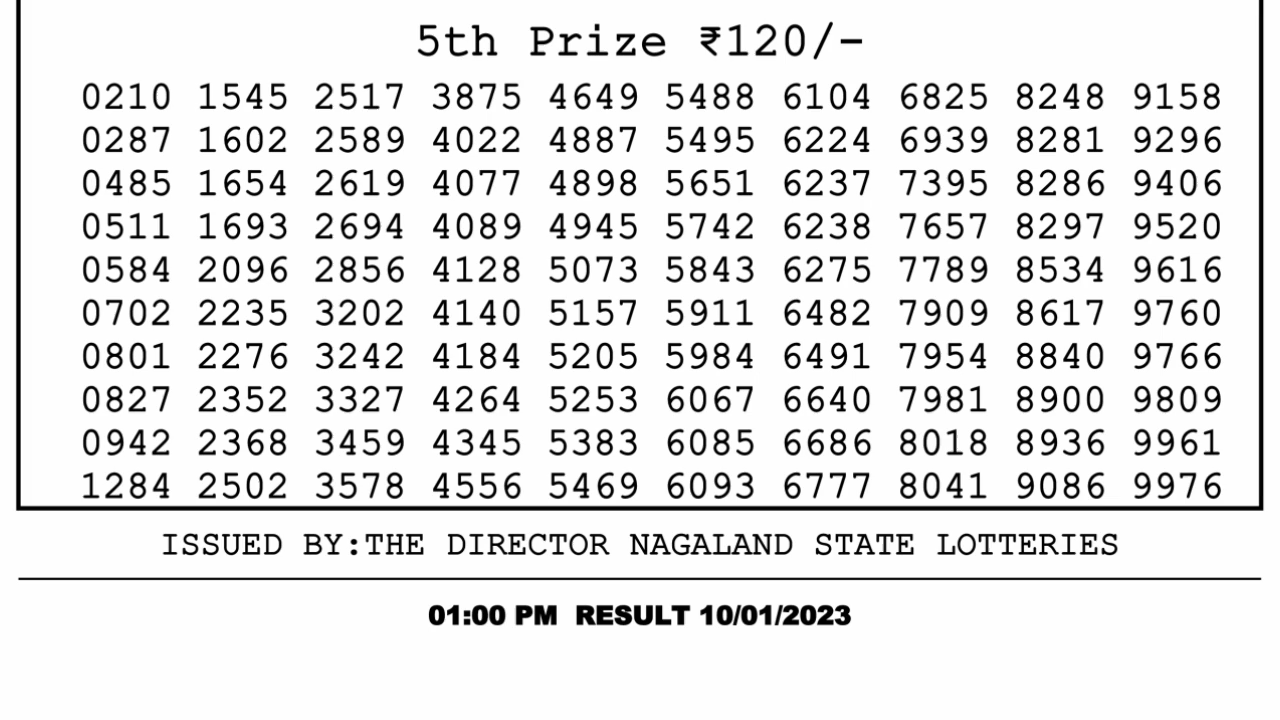 5th Prize ₹120/-
0210 1545 2517 3875 4649 5488 6104 6825 8248 9158
0287 1602 2589 4022 4887 5495 6224 6939 8281 9296
0485 1654 2619 4077 4898 5651 6237 7395 8286 9406
0511 1693 2694 4089 4945 5742 6238 7657 8297 9520
0584 2096 2856 4128 5073 5843 6275 7789 8534 9616
0702 2235 3202 4140 5157 5911 6482 7909 8617 9760
0801 2276 3242 4184 5205 5984 6491 7954 8840 9766
0827 2352 3327 4264 5253 6067 6640 7981 8900 9809
0942 2368 3459 4345 5383 6085 6686 8018 8936 9961
1284 2502 3578 4556 5469 6093 6777 8041 9086 9976
ISSUED BY:THE DIRECTOR NAGALAND STATE LOTTERIES
01:00 PM RESULT 10/01/2023